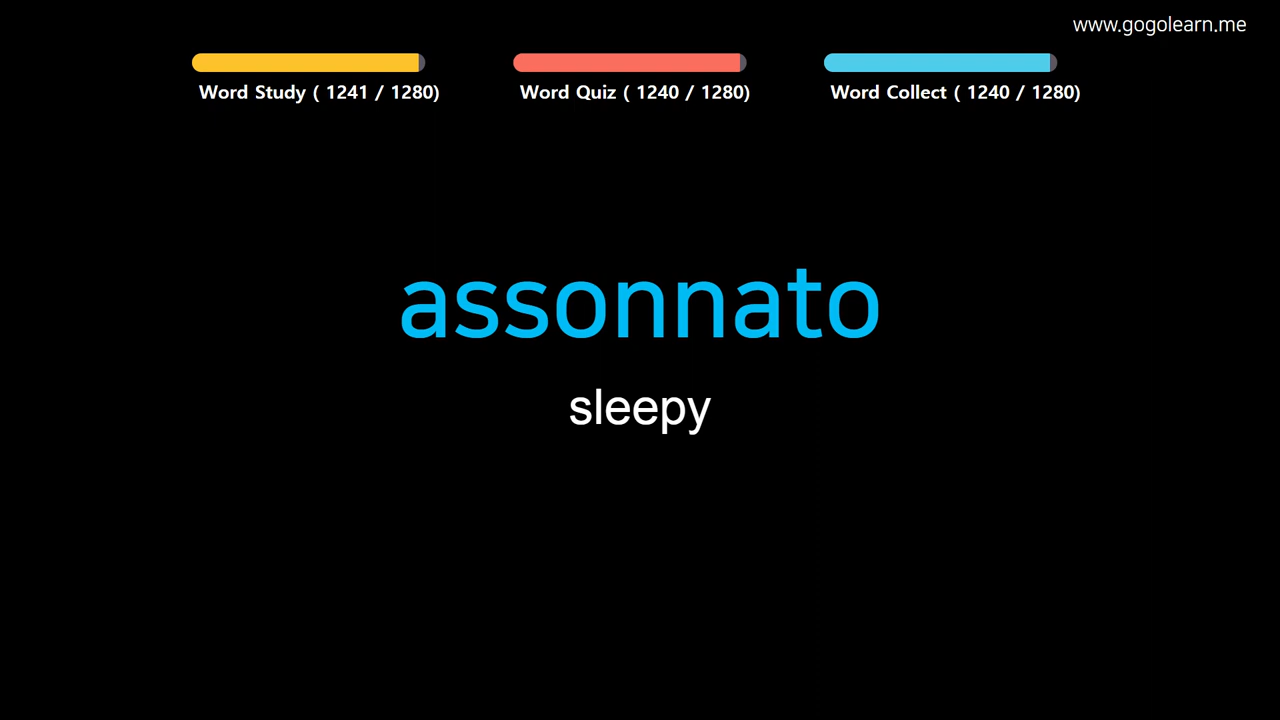 www.gogolearn.me
Word Study ( 1241 / 1280)
Word Quiz ( 1240 / 1280)
Word Collect ( 1240 / 1280)
assonnato
sleepy